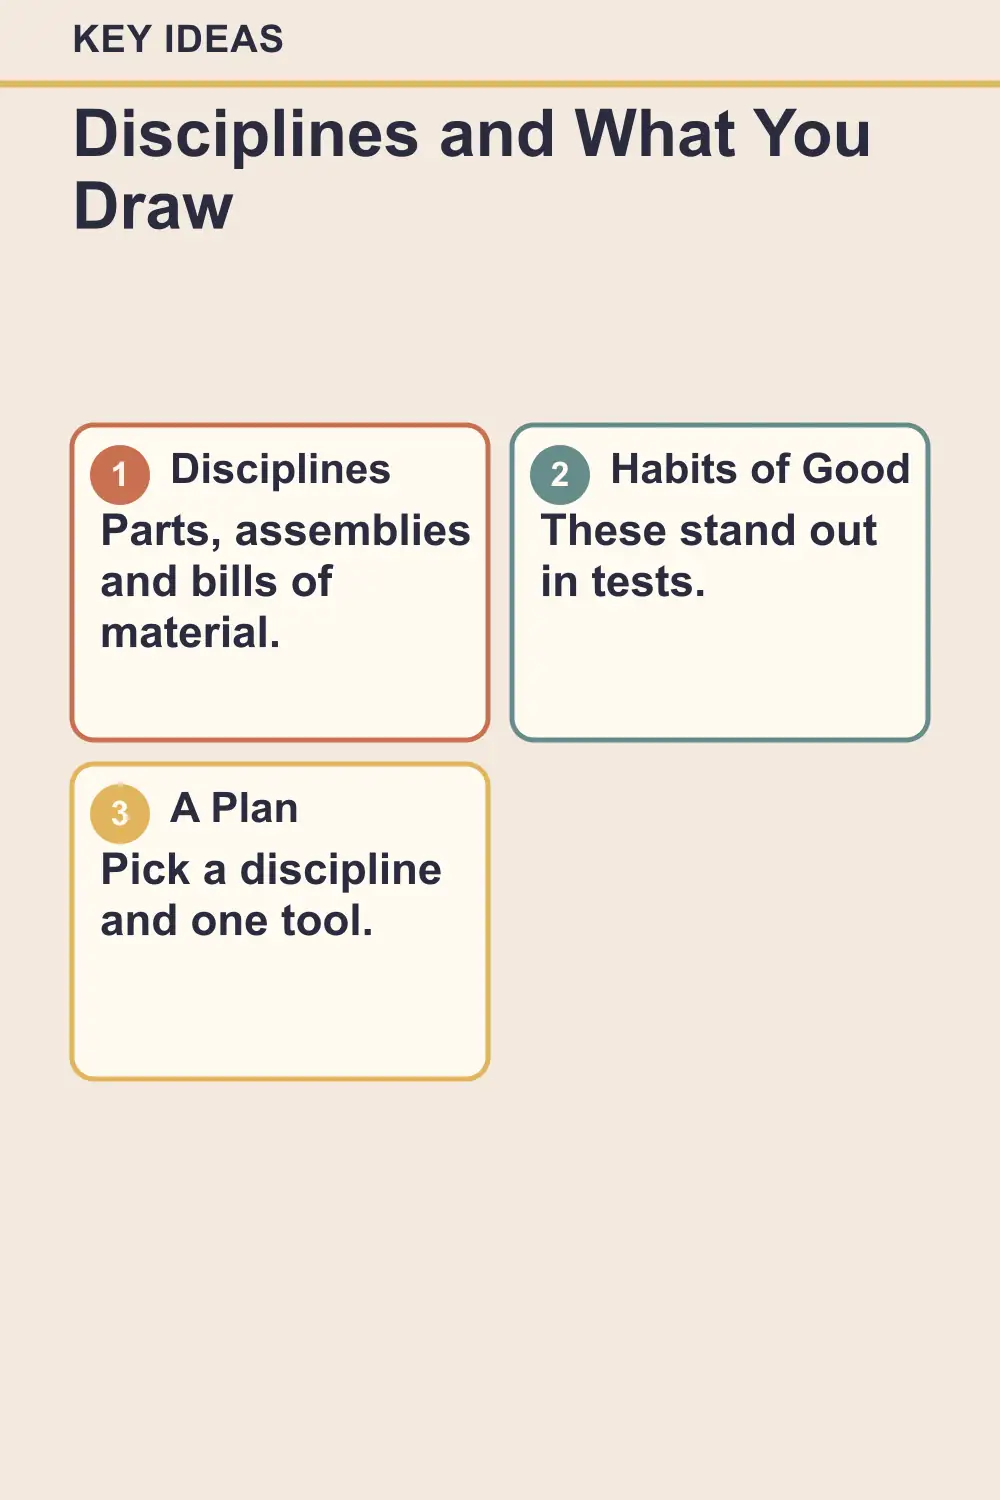 KEY IDEAS
Disciplines and What You
Draw
1 Disciplines
Parts, assemblies
and bills of
material.
2 Habits of Good
These stand out
in tests.
3 A Plan
Pick a discipline
and one tool.